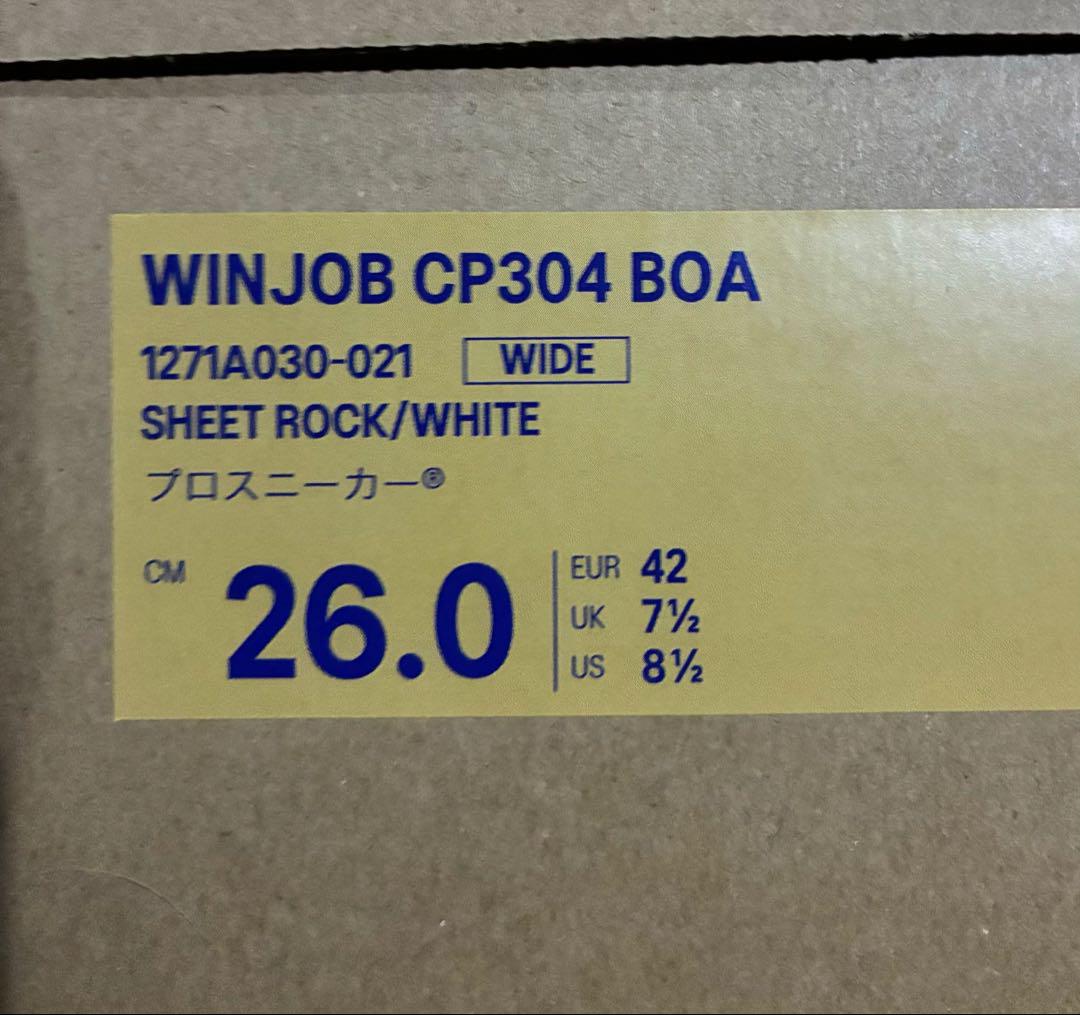 WINJOB CP304 BOA
1271A030-021 WIDE
SHEET ROCK/WHITE
プロスニーカー®
CM 26.0
EUR 42
UK 7½
US 8½